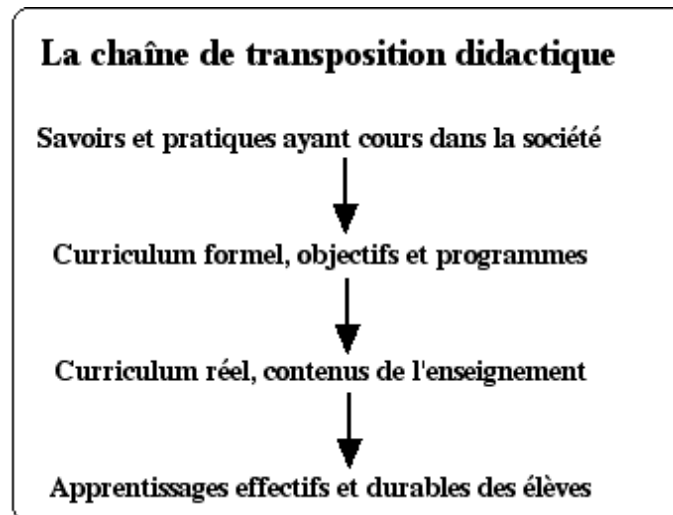 La chaîne de transposition didactique
Savoirs et pratiques ayant cours dans la société
Curriculum formel, objectifs et programmes
Curriculum réel, contenus de l'enseignement
Apprentissages effectifs et durables des élèves